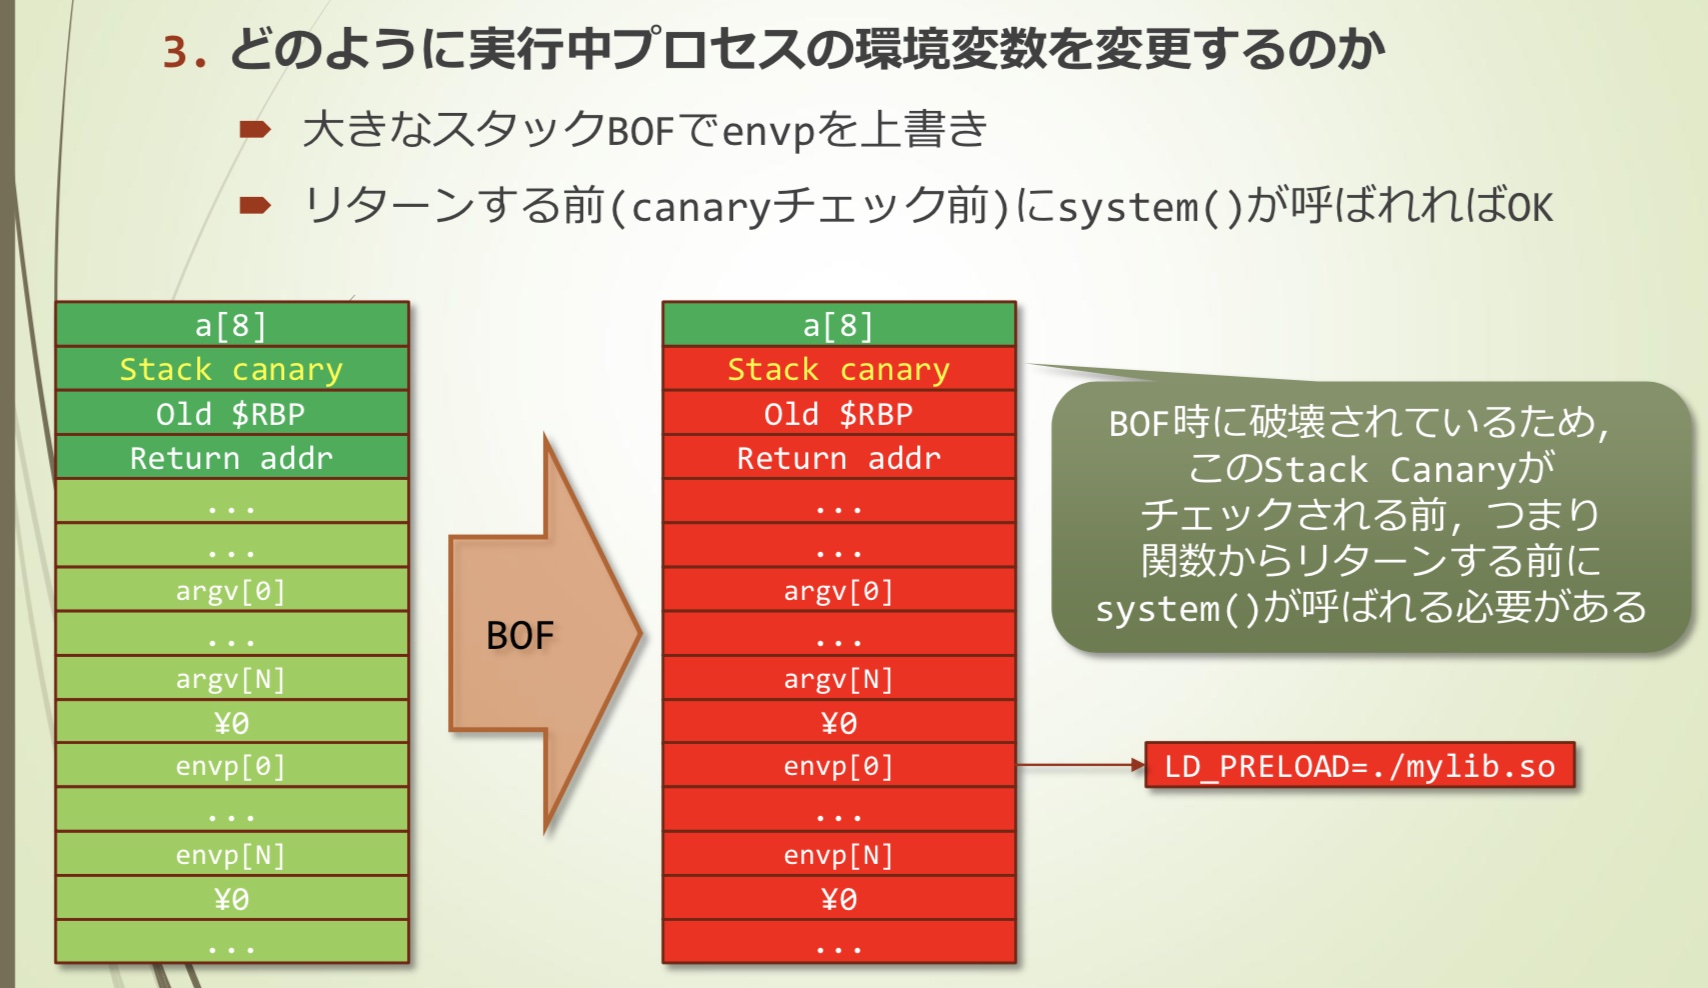 3. どのように実行中プロセスの環境変数を変更するのか
大きなスタックBOFでenvpを上書き
リターンする前(canaryチェック前)にsystem()が呼ばれればOK
a[8]
Stack canary
Old $RBP
Return addr
...
...
argv[0]
...
argv[N]
¥0
envp[0]
...
envp[N]
¥0
...
BOF
a[8]
Stack canary
Old $RBP
Return addr
...
...
argv[0]
...
argv[N]
¥0
envp[0]
...
envp[N]
¥0
...
BOF時に破壊されているため,
このStack Canaryが
チェックされる前, つまり
関数からリターンする前に
system()が呼ばれる必要がある
LD_PRELOAD=./mylib.so